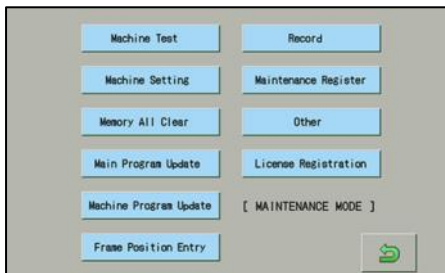 Machine Test
Record
Machine Setting
Maintenance Register
Memory All Clear
Other
Main Program Update
License Registration
Machine Program Update
[ MAINTENANCE MODE ]
Frame Position Entry